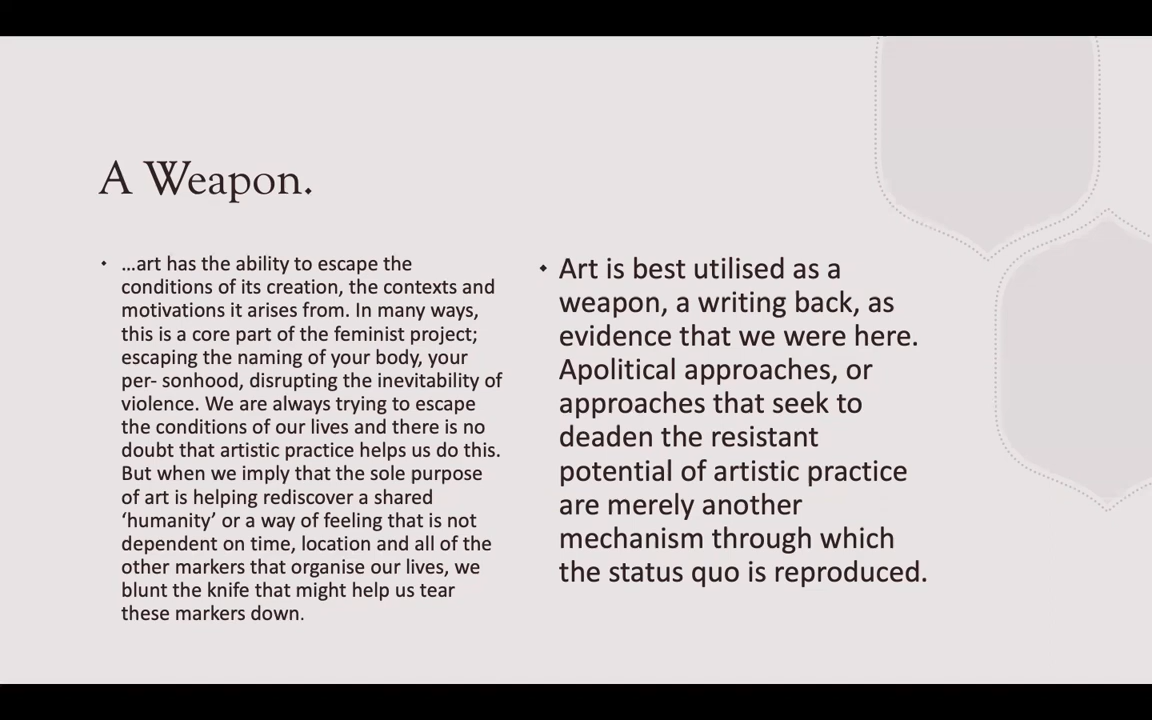 A Weapon.
…art has the ability to escape the
conditions of its creation, the contexts and
motivations it arises from. In many ways,
this is a core part of the feminist project;
escaping the naming of your body, your
per- sonhood, disrupting the inevitability of
violence. We are always trying to escape
the conditions of our lives and there is no
doubt that artistic practice helps us do this.
But when we imply that the sole purpose
of art is helping rediscover a shared
‘humanity’ or a way of feeling that is not
dependent on time, location and all of the
other markers that organise our lives, we
blunt the knife that might help us tear
these markers down.
Art is best utilised as a
weapon, a writing back, as
evidence that we were here.
Apolitical approaches, or
approaches that seek to
deaden the resistant
potential of artistic practice
are merely another
mechanism through which
the status quo is reproduced.